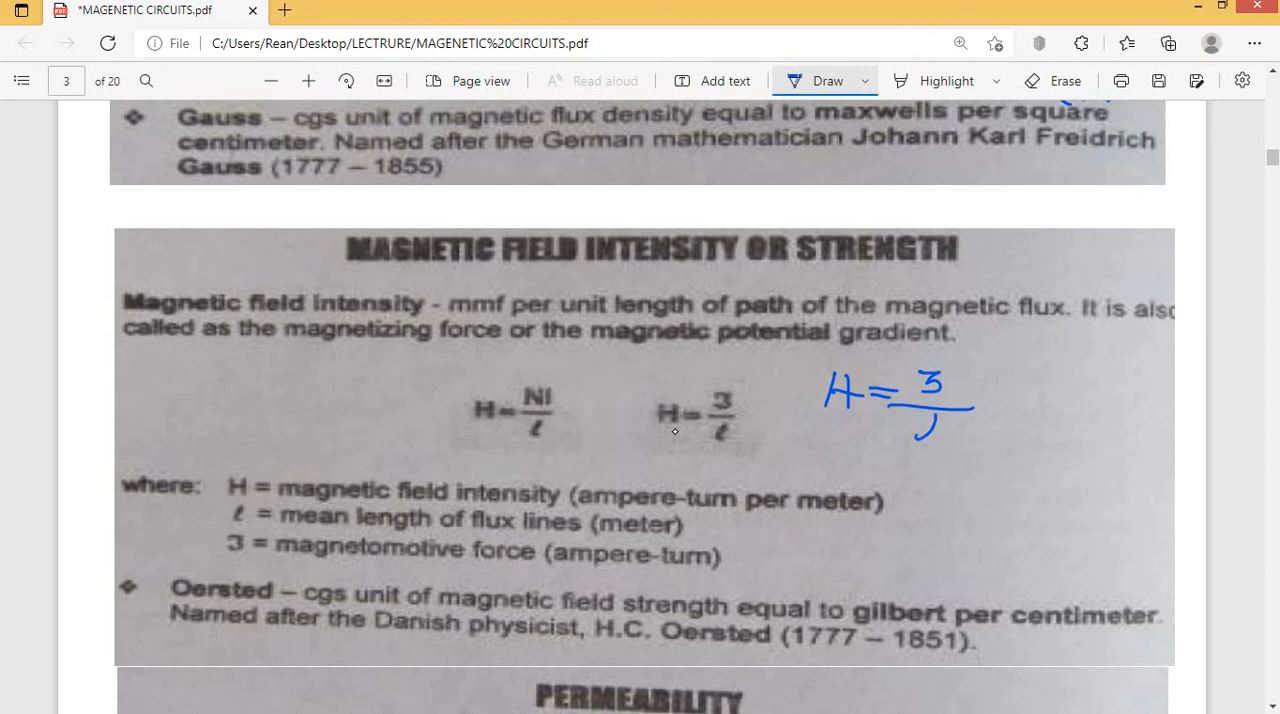 *MAGENETIC CIRCUITS.pdf
File C:/Users/Rean/Desktop/LECTRURE/MAGENETIC%20CIRCUITS.pdf
3 of 20 Page view Read aloud Add text Draw Highlight Erase
❖ Gauss – cgs unit of magnetic flux density equal to maxwells per square
centimeter. Named after the German mathematician Johann Karl Freidrich
Gauss (1777 – 1855)
MAGNETIC FIELD INTENSITY OR STRENGTH
Magnetic field intensity - mmf per unit length of path of the magnetic flux. It is also
called as the magnetizing force or the magnetic potential gradient.
H = NI/ℓ H = ℑ/ℓ H = ℑ/
where: H = magnetic field intensity (ampere-turn per meter)
ℓ = mean length of flux lines (meter)
ℑ = magnetomotive force (ampere-turn)
❖ Oersted – cgs unit of magnetic field strength equal to gilbert per centimeter.
Named after the Danish physicist, H.C. Oersted (1777 – 1851).
PERMEABILITY